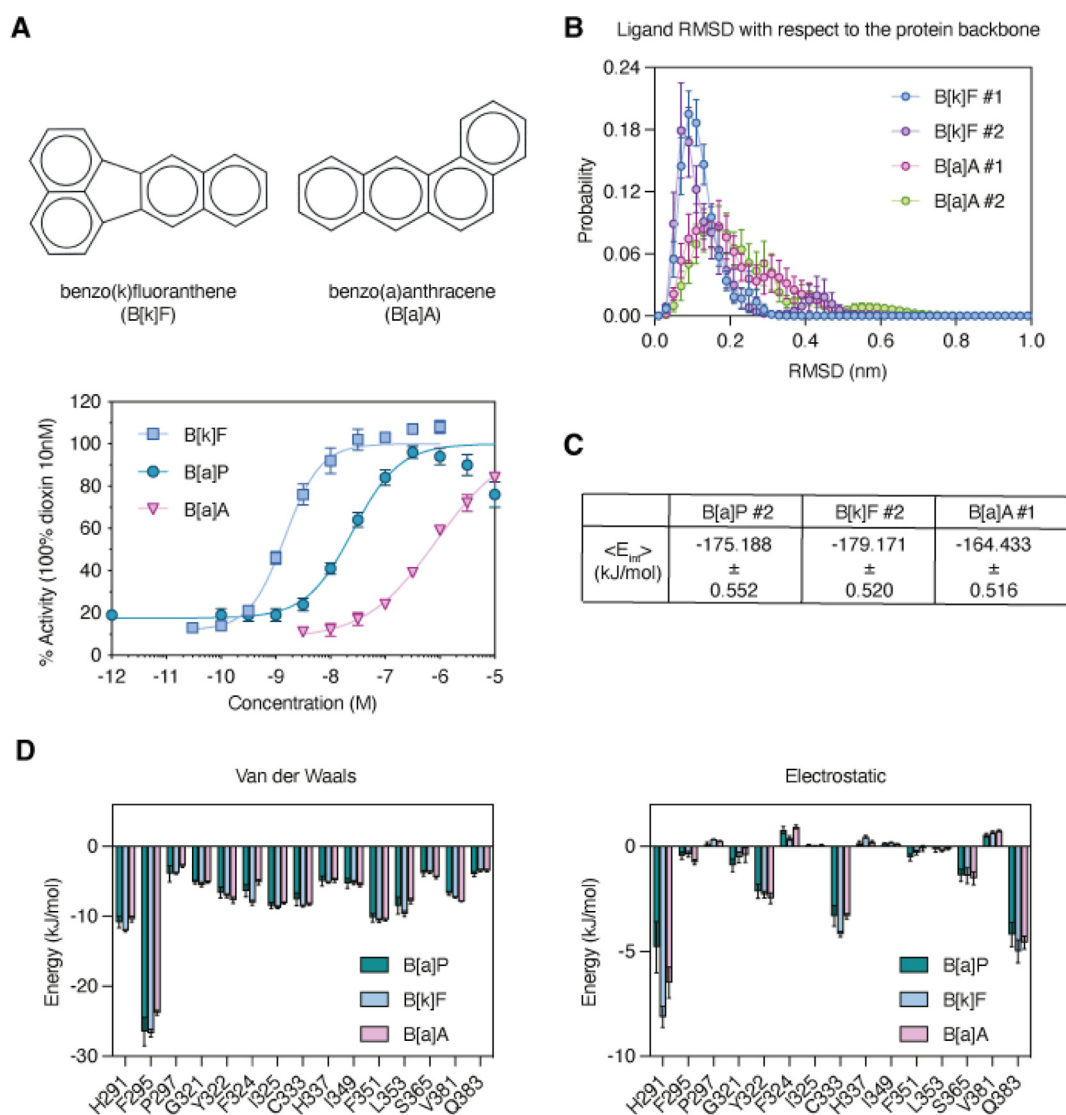 A
benzo(k)fluoranthene
(B[k]F)
benzo(a)anthracene
(B[a]A)
% Activity (100% dioxin 10nM)
120
100
80
60
40
20
0
B[k]F
B[a]P
B[a]A
-12 -11 -10 -9 -8 -7 -6 -5
Concentration (M)
B
Ligand RMSD with respect to the protein backbone
Probability
0.24
0.18
0.12
0.06
0.00
B[k]F #1
B[k]F #2
B[a]A #1
B[a]A #2
0.0 0.2 0.4 0.6 0.8 1.0
RMSD (nm)
C
B[a]P #2 B[k]F #2 B[a]A #1
<E_int> (kJ/mol)
-175.188 -179.171 -164.433
± ± ±
0.552 0.520 0.516
D
Van der Waals
Energy (kJ/mol)
0
-10
-20
-30
B[a]P
B[k]F
B[a]A
H291 F295 P297 G321 Y322 F324 I325 C333 H337 I349 F351 L353 S365 V381 Q383
Electrostatic
Energy (kJ/mol)
0
-5
-10
B[a]P
B[k]F
B[a]A
H291 F295 P297 G321 Y322 F324 I325 C333 H337 I349 F351 L353 S365 V381 Q383